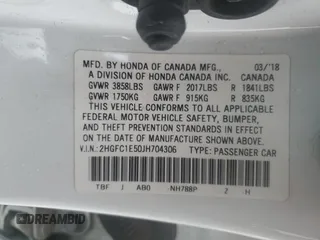 MFD. BY HONDA OF CANADA MFG. 03/'18
A DIVISION OF HONDA CANADA INC. CANADA
GVWR 3858LBS GAWR F 2017LBS R 1841LBS
GVWR 1750KG GAWR F 915KG R 835KG
THIS VEHICLE CONFORMS TO ALL APPLICABLE
FEDERAL MOTOR VEHICLE SAFETY, BUMPER,
AND THEFT PREVENTION STANDARDS IN EFFECT
ON THE DATE OF MANUFACTURE SHOWN ABOVE.
V.I.N.: 2HGFC1E50JH704306 TYPE: PASSENGER CAR
TBF J AB0 NH788P 2 H
DREAMBID